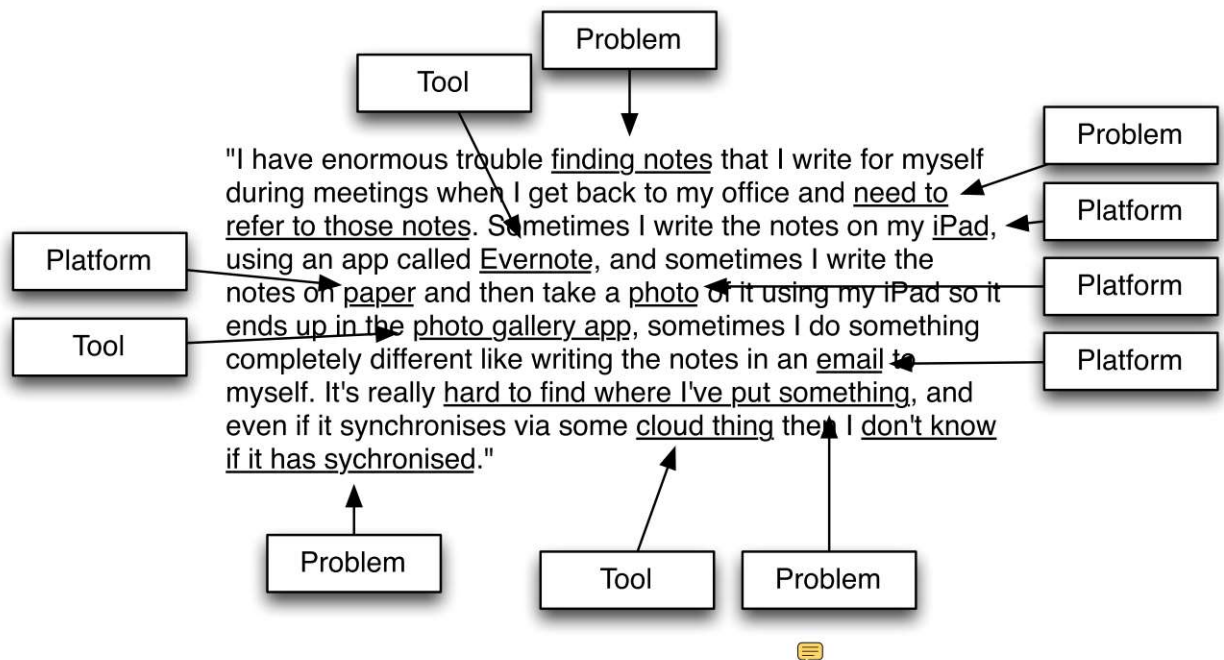 Problem
Tool
Problem
"I have enormous trouble finding notes that I write for myself
during meetings when I get back to my office and need to
refer to those notes. Sometimes I write the notes on my iPad,
using an app called Evernote, and sometimes I write the
notes on paper and then take a photo of it using my iPad so it
ends up in the photo gallery app, sometimes I do something
completely different like writing the notes in an email to
myself. It's really hard to find where I've put something, and
even if it synchronises via some cloud thing then I don't know
if it has sychronised."
Platform
Platform
Platform
Tool
Platform
Problem
Tool
Problem